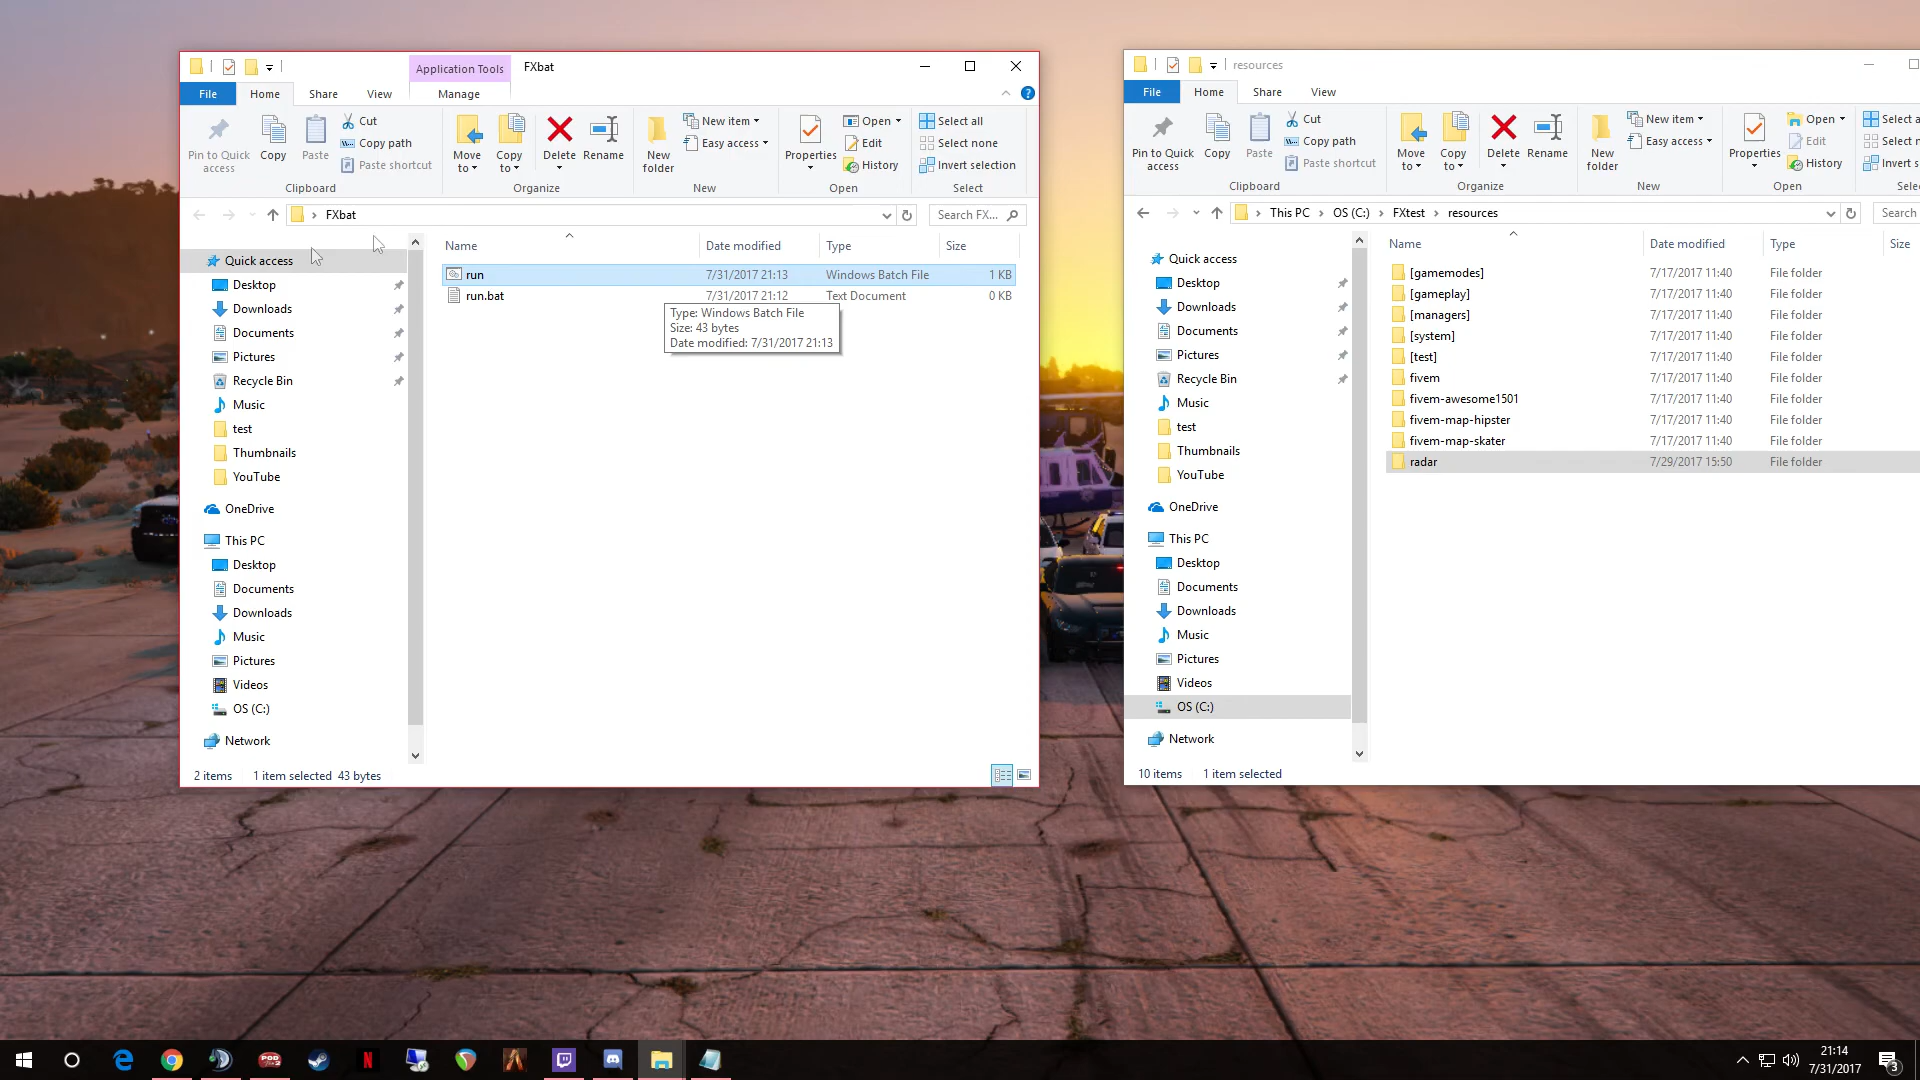 Application Tools
FXbat
File
Home
Share
View
Manage
Pin to Quick access
Copy
Paste
Cut
Copy path
Paste shortcut
Clipboard
Move to
Copy to
Delete
Rename
Organize
New folder
New item
Easy access
New
Properties
Open
Edit
History
Open
Select all
Select none
Invert selection
Select
FXbat
Search FX...
Quick access
Desktop
Downloads
Documents
Pictures
Recycle Bin
Music
test
Thumbnails
YouTube
OneDrive
This PC
Desktop
Documents
Downloads
Music
Pictures
Videos
OS (C:)
Network
Name Date modified Type Size
run 7/31/2017 21:13 Windows Batch File 1 KB
run.bat 7/31/2017 21:12 Text Document 0 KB
Type: Windows Batch File
Size: 43 bytes
Date modified: 7/31/2017 21:13
2 items 1 item selected 43 bytes
resources
File
Home
Share
View
Pin to Quick access
Copy
Paste
Cut
Copy path
Paste shortcut
Clipboard
Move to
Copy to
Delete
Rename
Organize
New folder
New item
Easy access
New
Properties
Open
Edit
History
Open
Select a
Select n
Invert s
Selec
This PC
OS (C:)
FXtest
resources
Search
Quick access
Desktop
Downloads
Documents
Pictures
Recycle Bin
Music
test
Thumbnails
YouTube
OneDrive
This PC
Desktop
Documents
Downloads
Music
Pictures
Videos
OS (C:)
Network
Name Date modified Type Size
[gamemodes] 7/17/2017 11:40 File folder
[gameplay] 7/17/2017 11:40 File folder
[managers] 7/17/2017 11:40 File folder
[system] 7/17/2017 11:40 File folder
[test] 7/17/2017 11:40 File folder
fivem 7/17/2017 11:40 File folder
fivem-awesome1501 7/17/2017 11:40 File folder
fivem-map-hipster 7/17/2017 11:40 File folder
fivem-map-skater 7/17/2017 11:40 File folder
radar 7/29/2017 15:50 File folder
10 items 1 item selected
21:14
7/31/2017
3